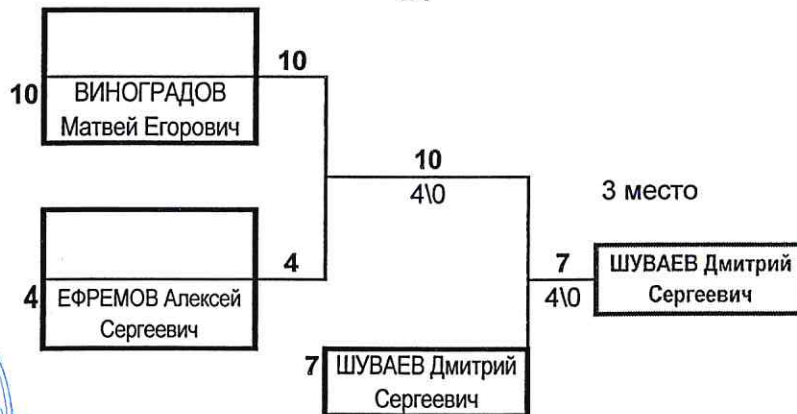 10
10
ВИНОГРАДОВ
Матвей Егорович
10
4\0
3 место
4
4
ЕФРЕМОВ Алексей
Сергеевич
7
4\0
ШУВАЕВ Дмитрий
Сергеевич
7
ШУВАЕВ Дмитрий
Сергеевич